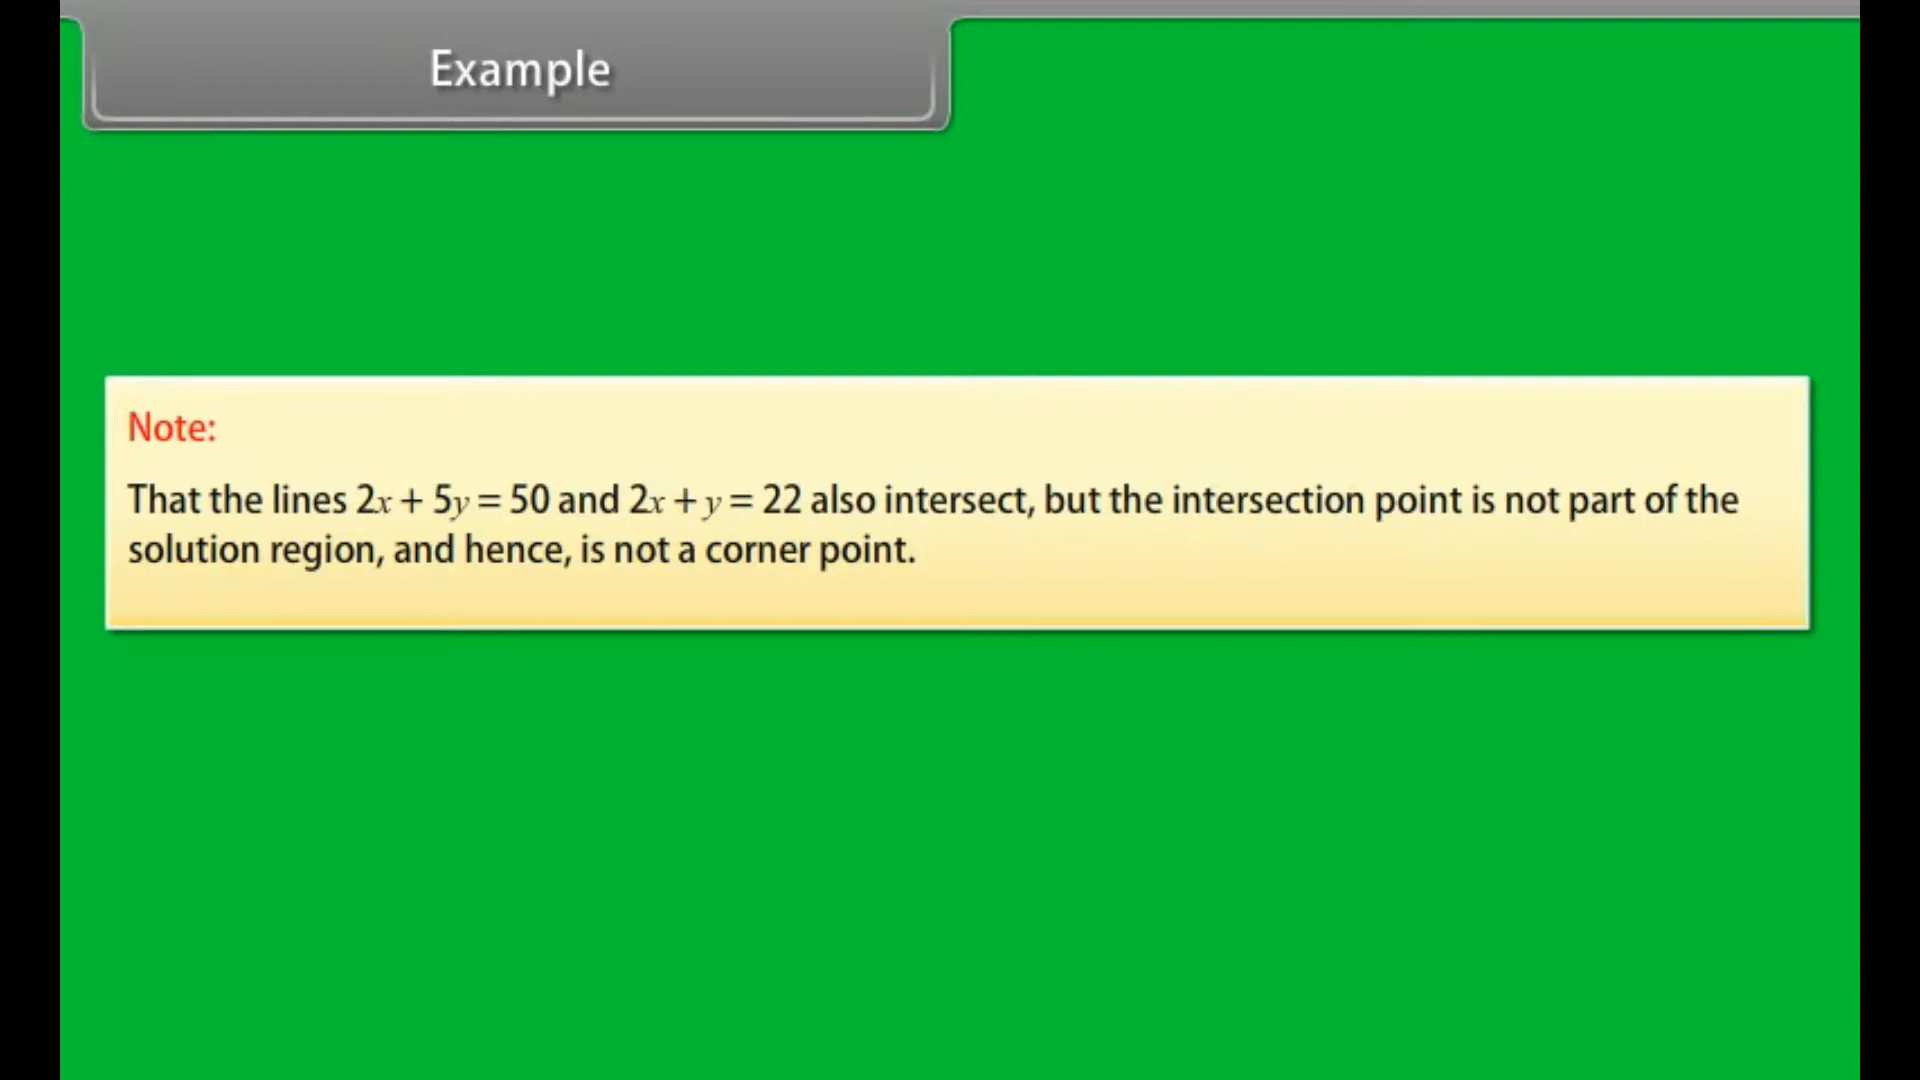 Example
Note:
That the lines 2x + 5y = 50 and 2x + y = 22 also intersect, but the intersection point is not part of the
solution region, and hence, is not a corner point.